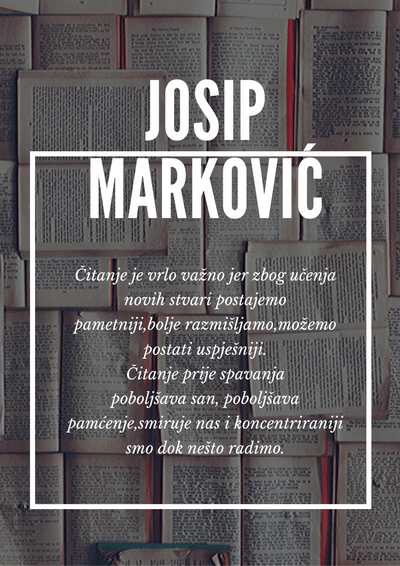 JOSIP
MARKOVIĆ
Čitanje je vrlo važno jer zbog učenja
novih stvari postajemo
pametniji,bolje razmišljamo,možemo
postati uspješniji.
Čitanje prije spavanja
poboljšava san, poboljšava
pamćenje,smiruje nas i koncentriraniji
smo dok nešto radimo.